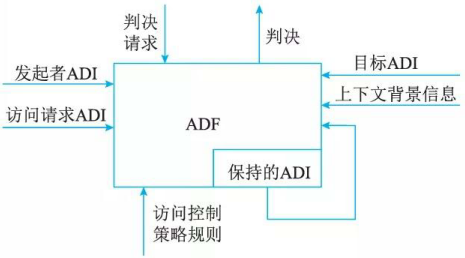 判决
请求
判决
发起者ADI
目标ADI
上下文背景信息
访问请求ADI
ADF
保持的ADI
访问控制
策略规则